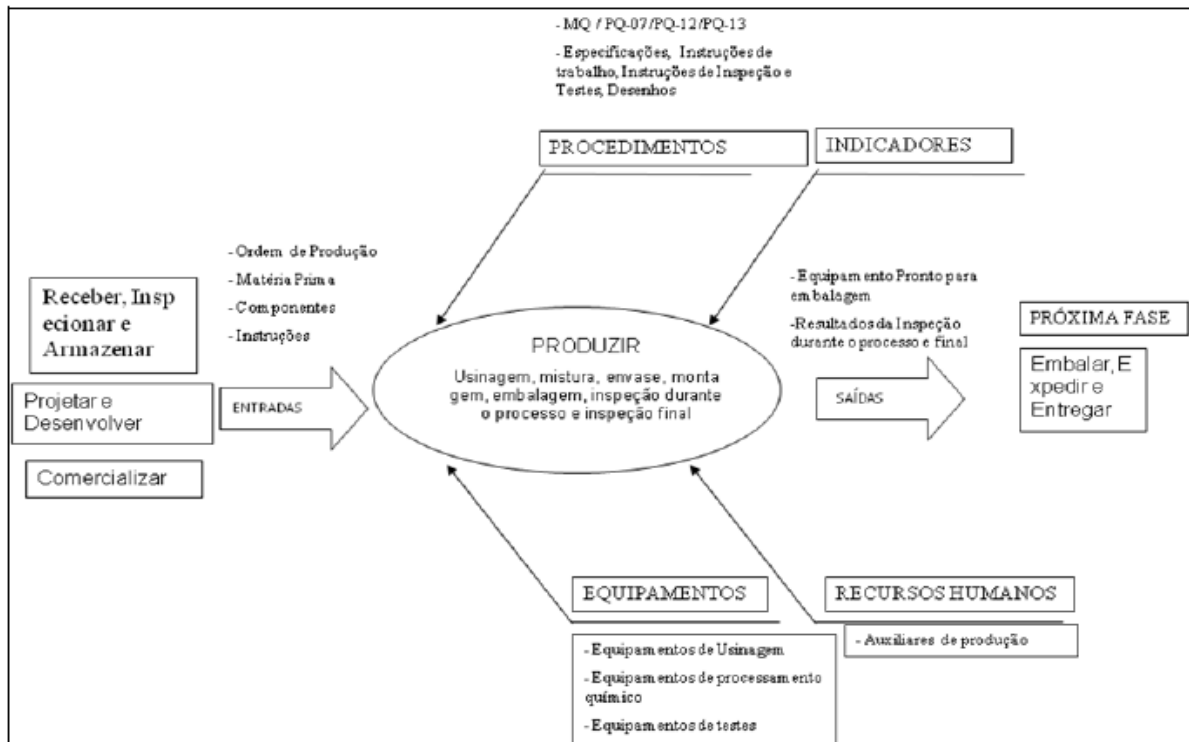 - MQ / PQ-07/PQ-12/PQ-13
- Especificações, Instruções de
trabalho, Instruções de Inspeção e
Testes, Desenhos
PROCEDIMENTOS
INDICADORES
- Ordem de Produção
- Matéria Prima
- Componentes
- Instruções
Receber, Insp
ecionar e
Armazenar
Projetar e
Desenvolver
Comercializar
ENTRADAS
PRODUZIR
Usinagem, mistura, envase, monta
gem, embalagem, inspeção durante
o processo e inspeção final
- Equipamento Pronto para
embalagem
- Resultados da Inspeção
durante o processo e final
SAÍDAS
PRÓXIMA FASE
Embalar, E
xpedir e
Entregar
EQUIPAMENTOS
- Equipamentos de Usinagem
- Equipamentos de processamento
químico
- Equipamentos de testes
RECURSOS HUMANOS
- Auxiliares de produção